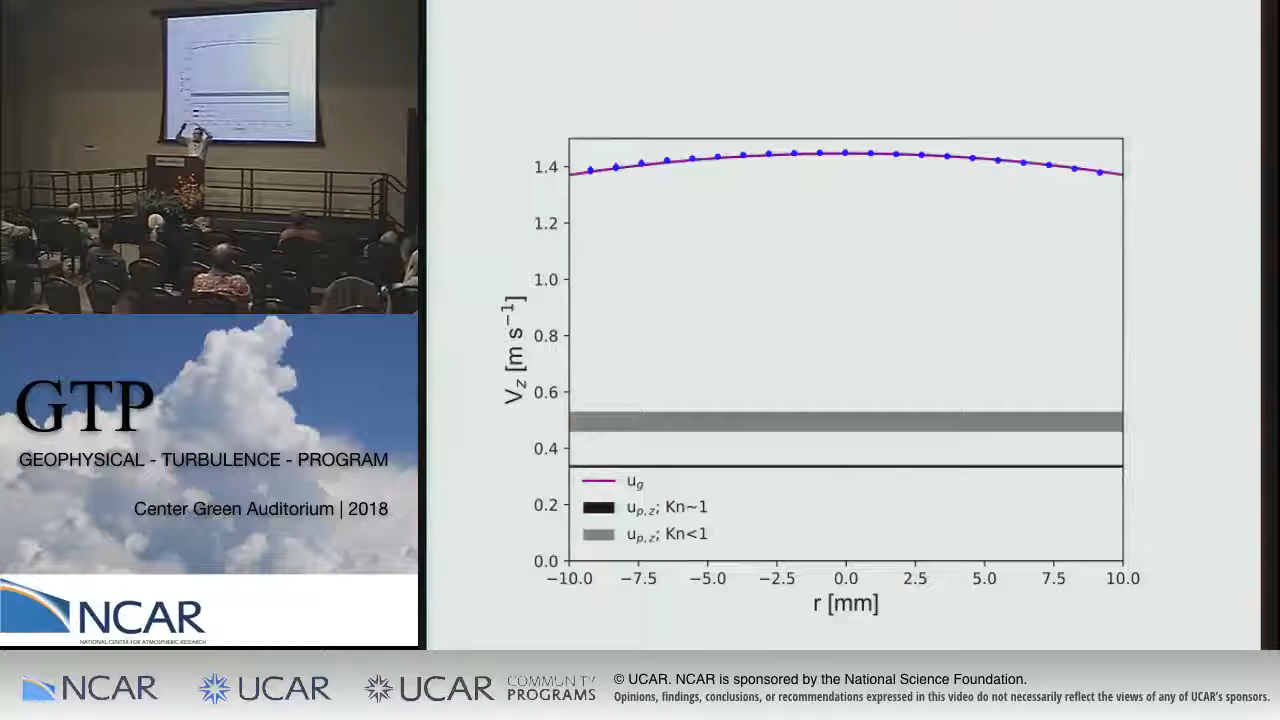 GTP
GEOPHYSICAL - TURBULENCE - PROGRAM
Center Green Auditorium | 2018
NCAR
NATIONAL CENTER FOR ATMOSPHERIC RESEARCH
1.4
1.2
1.0
0.8
0.6
0.4
0.2
0.0
V_z [m s⁻¹]
u_g
u_{p,z}; Kn~1
u_{p,z}; Kn<1
−10.0 −7.5 −5.0 −2.5 0.0 2.5 5.0 7.5 10.0
r [mm]
NCAR UCAR UCAR COMMUNITY PROGRAMS
© UCAR. NCAR is sponsored by the National Science Foundation.
Opinions, findings, conclusions, or recommendations expressed in this video do not necessarily reflect the views of any of UCAR's sponsors.